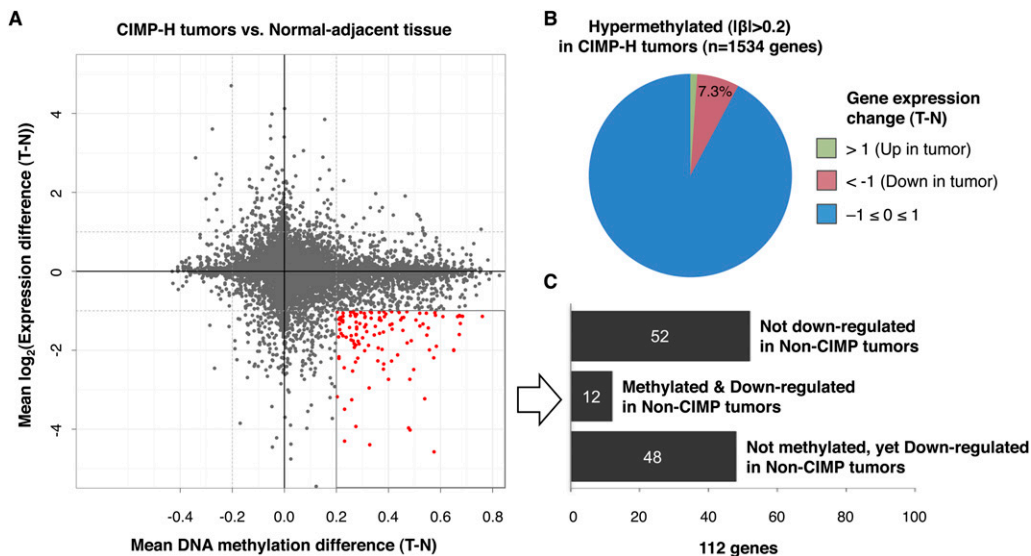 A
CIMP-H tumors vs. Normal-adjacent tissue
Mean log2(Expression difference (T-N))
4
2
0
-2
-4
-0.4
-0.2
0.0
0.2
0.4
0.6
0.8
Mean DNA methylation difference (T-N)
B
Hypermethylated (|β|>0.2)
in CIMP-H tumors (n=1534 genes)
7.3%
Gene expression
change (T-N)
> 1 (Up in tumor)
< -1 (Down in tumor)
−1 ≤ 0 ≤ 1
C
52
Not down-regulated
in Non-CIMP tumors
12
Methylated & Down-regulated
in Non-CIMP tumors
48
Not methylated, yet Down-regulated
in Non-CIMP tumors
0
20
40
60
80
100
112 genes